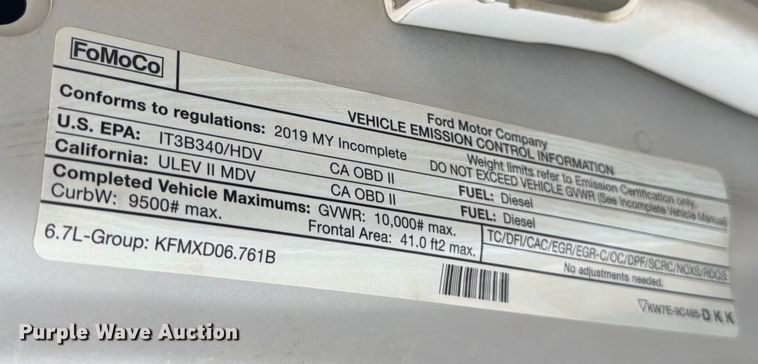 FoMoCo
Ford Motor Company
VEHICLE EMISSION CONTROL INFORMATION
Conforms to regulations: 2019 MY Incomplete
Weight limits refer to Emission Certification only.
DO NOT EXCEED VEHICLE GVWR (See Incomplete Vehicle Manual)
U.S. EPA: IT3B340/HDV CA OBD II FUEL: Diesel
California: ULEV II MDV CA OBD II FUEL: Diesel
Completed Vehicle Maximums: GVWR: 10,000# max.
CurbW: 9500# max. Frontal Area: 41.0 ft2 max.
TC/DFI/CAC/EGR/EGR-C/OC/DPF/SCRC/NOXS/RDQS
No adjustments needed.
6.7L-Group: KFMXD06.761B
KW7E-9C485-DKK
Purple Wave Auction